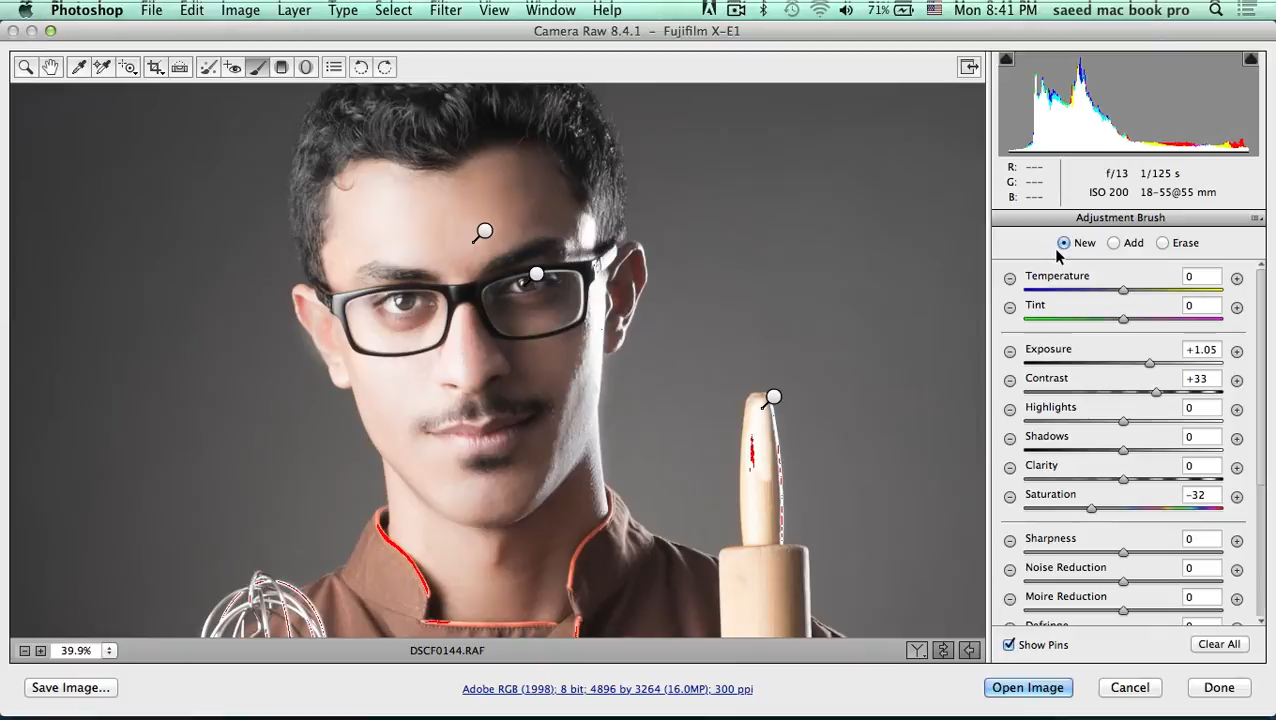 Photoshop File Edit Image Layer Type Select Filter View Window Help 71% Mon 8:41 PM saeed mac book pro
Camera Raw 8.4.1 - Fujifilm X-E1
R: ---
G: ---
B: ---
f/13 1/125 s
ISO 200 18-55@55 mm
Adjustment Brush
New Add Erase
Temperature 0
Tint 0
Exposure +1.05
Contrast +33
Highlights 0
Shadows 0
Clarity 0
Saturation -32
Sharpness 0
Noise Reduction 0
Moire Reduction 0
Defringe
Show Pins Clear All
39.9% DSCF0144.RAF
Save Image... Adobe RGB (1998); 8 bit; 4896 by 3264 (16.0MP); 300 ppi Open Image Cancel Done